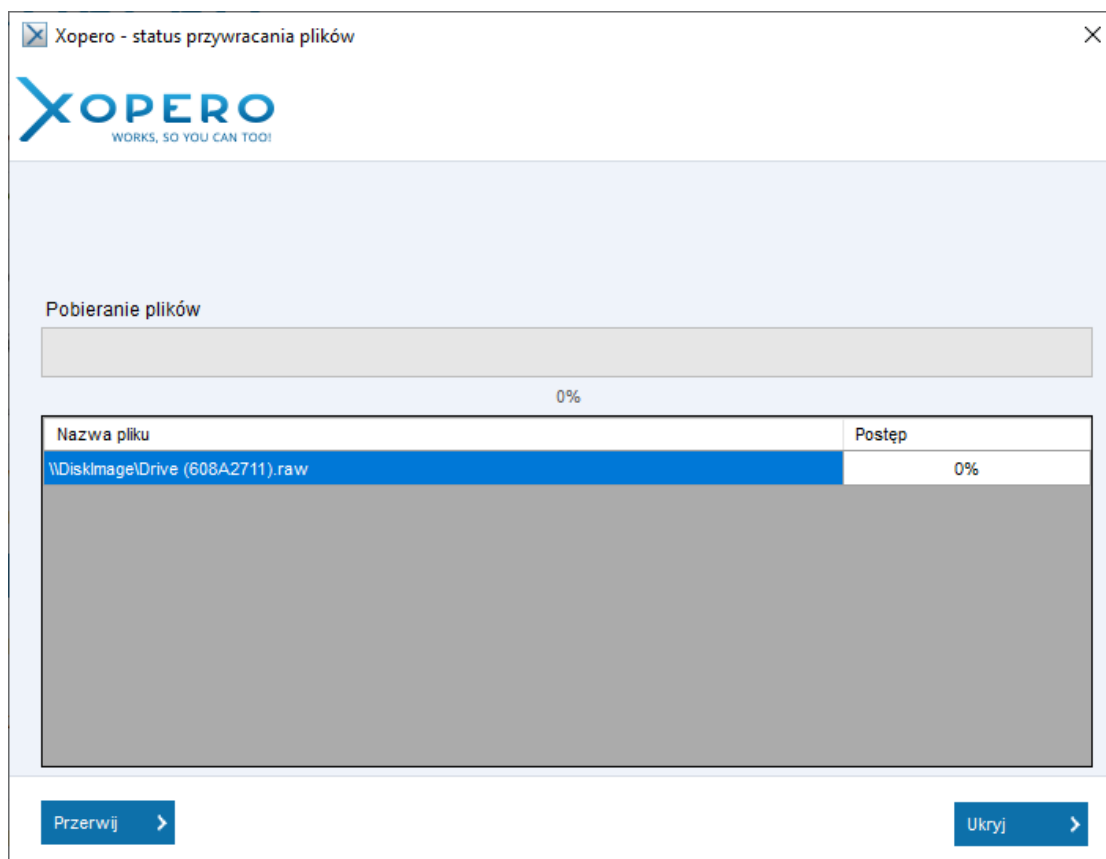 Xopero - status przywracania plików
XOPERO
WORKS, SO YOU CAN TOO!
Pobieranie plików
0%
Nazwa pliku Postęp
\\DiskImage\Drive (608A2711).raw 0%
Przerwij Ukryj